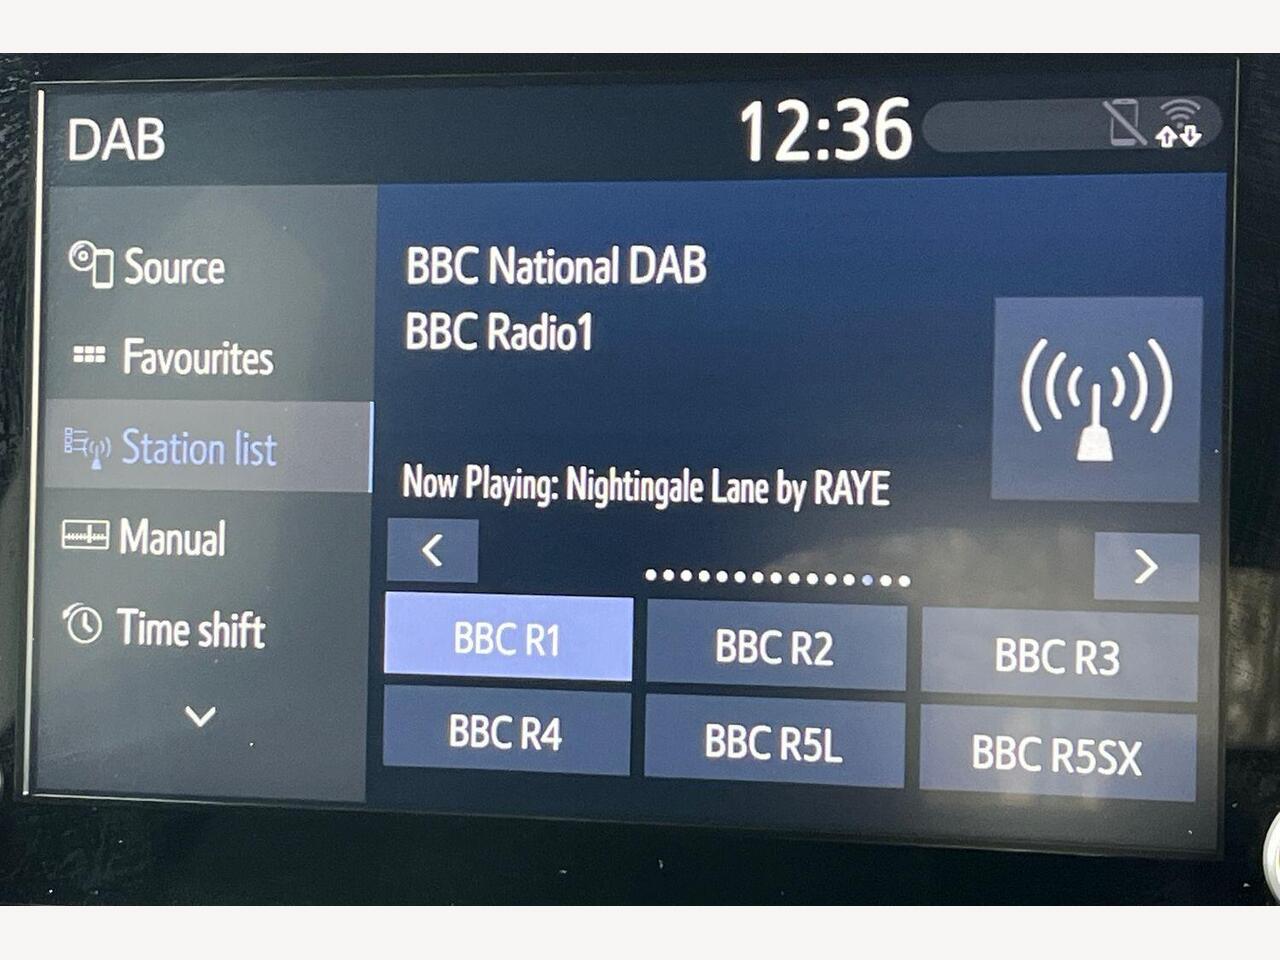 DAB
12:36
Source
Favourites
Station list
Manual
Time shift
BBC National DAB
BBC Radio1
Now Playing: Nightingale Lane by RAYE
BBC R1
BBC R2
BBC R3
BBC R4
BBC R5L
BBC R5SX